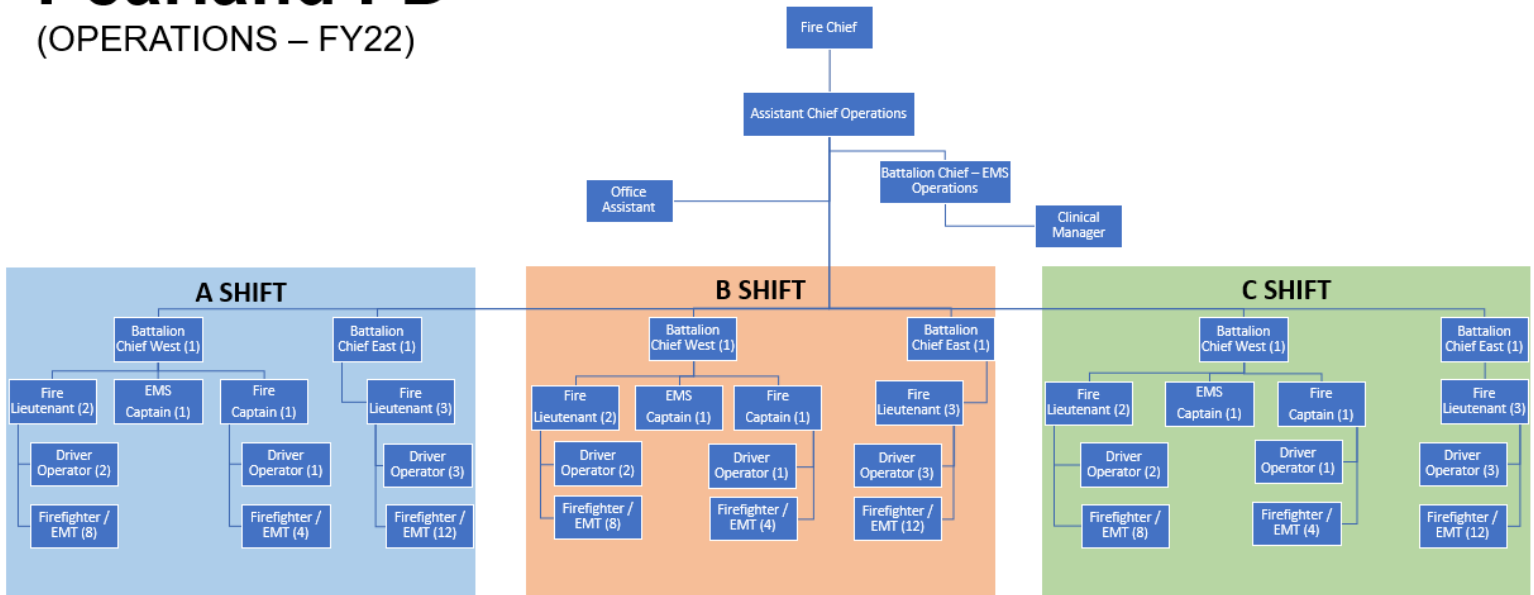 (OPERATIONS – FY22)
Fire Chief
Assistant Chief Operations
Battalion Chief – EMS
Operations
Office
Assistant
Clinical
Manager
A SHIFT
Battalion
Chief West (1)
Battalion
Chief East (1)
Fire
Lieutenant (2)
EMS
Captain (1)
Fire
Captain (1)
Fire
Lieutenant (3)
Driver
Operator (2)
Driver
Operator (1)
Driver
Operator (3)
Firefighter /
EMT (8)
Firefighter /
EMT (4)
Firefighter /
EMT (12)
B SHIFT
Battalion
Chief West (1)
Battalion
Chief East (1)
Fire
Lieutenant (2)
EMS
Captain (1)
Fire
Captain (1)
Fire
Lieutenant (3)
Driver
Operator (2)
Driver
Operator (1)
Driver
Operator (3)
Firefighter /
EMT (8)
Firefighter /
EMT (4)
Firefighter /
EMT (12)
C SHIFT
Battalion
Chief West (1)
Battalion
Chief East (1)
Fire
Lieutenant (2)
EMS
Captain (1)
Fire
Captain (1)
Fire
Lieutenant (3)
Driver
Operator (2)
Driver
Operator (1)
Driver
Operator (3)
Firefighter /
EMT (8)
Firefighter /
EMT (4)
Firefighter /
EMT (12)